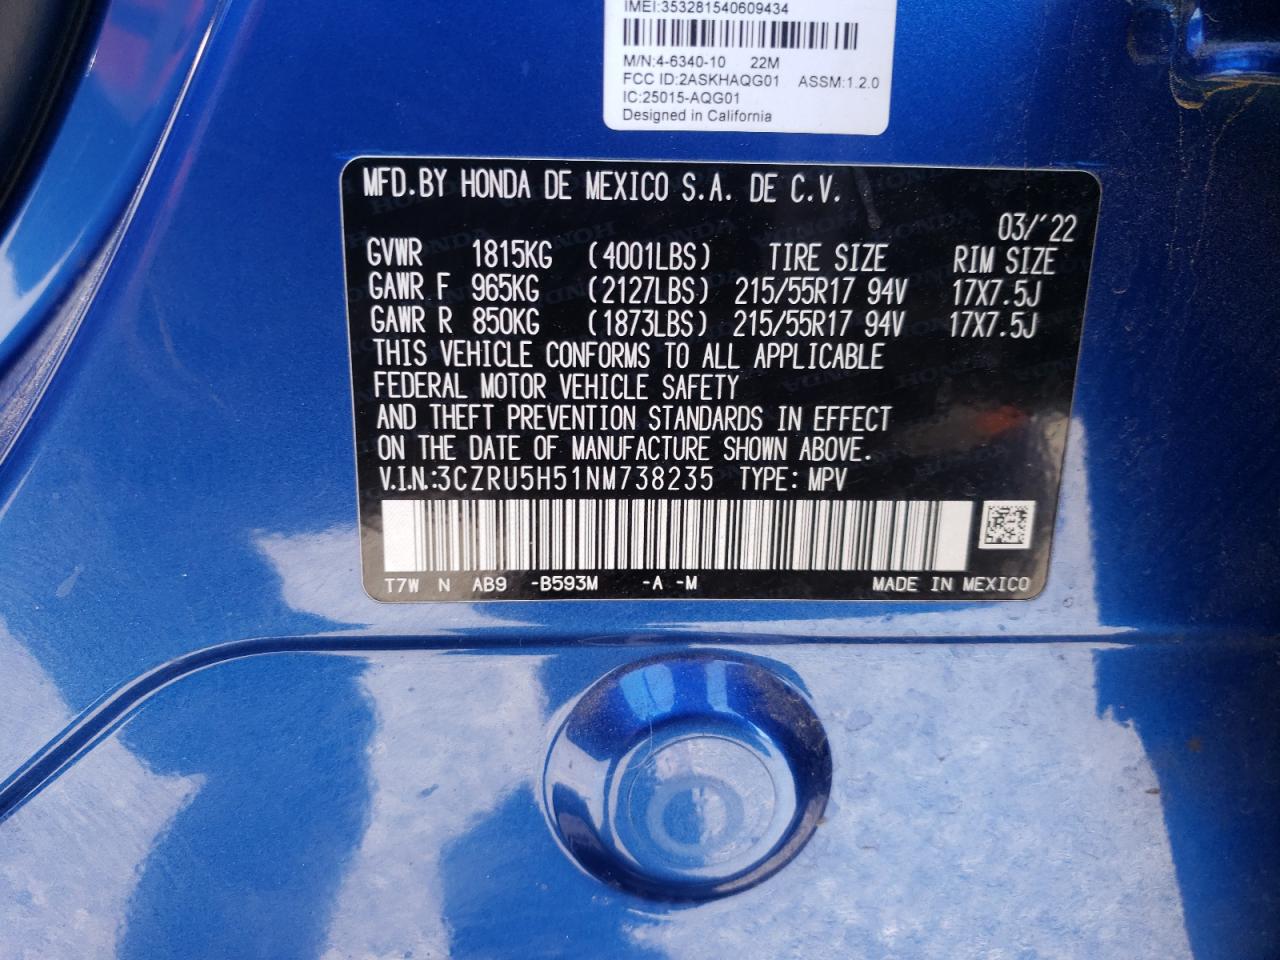 IMEI:353281540609434
M/N:4-6340-10 22M
FCC ID:2ASKHAQG01 ASSM:1.2.0
IC:25015-AQG01
Designed in California
MFD.BY HONDA DE MEXICO S.A. DE C.V.
03/'22
GVWR 1815KG (4001LBS) TIRE SIZE RIM SIZE
GAWR F 965KG (2127LBS) 215/55R17 94V 17X7.5J
GAWR R 850KG (1873LBS) 215/55R17 94V 17X7.5J
THIS VEHICLE CONFORMS TO ALL APPLICABLE
FEDERAL MOTOR VEHICLE SAFETY
AND THEFT PREVENTION STANDARDS IN EFFECT
ON THE DATE OF MANUFACTURE SHOWN ABOVE.
V.I.N.:3CZRU5H51NM738235 TYPE: MPV
T7W N AB9 -B593M -A -M MADE IN MEXICO